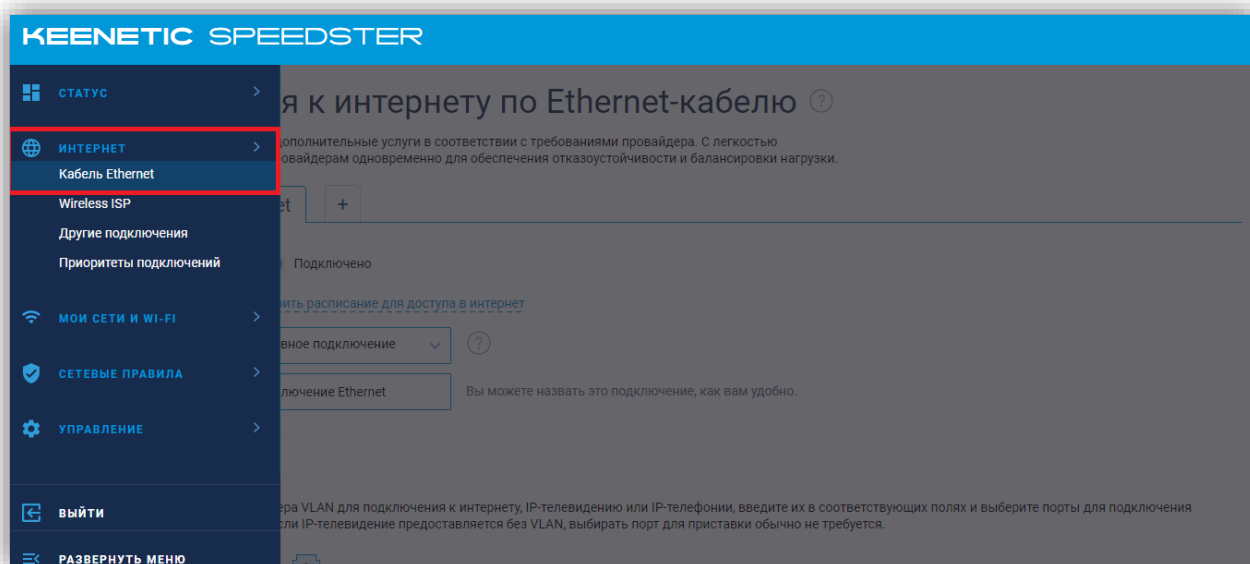 KEENETIC SPEEDSTER
СТАТУС
ИНТЕРНЕТ
Кабель Ethernet
Wireless ISP
Другие подключения
Приоритеты подключений
МОИ СЕТИ И WI-FI
СЕТЕВЫЕ ПРАВИЛА
УПРАВЛЕНИЕ
ВЫЙТИ
РАЗВЕРНУТЬ МЕНЮ
я к интернету по Ethernet-кабелю ?
дополнительные услуги в соответствии с требованиями провайдера. С легкостью
овайдерам одновременно для обеспечения отказоустойчивости и балансировки нагрузки.
et +
Подключено
ить расписание для доступа в интернет
вное подключение ?
лючение Ethernet Вы можете назвать это подключение, как вам удобно.
ера VLAN для подключения к интернету, IP-телевидению или IP-телефонии, введите их в соответствующих полях и выберите порты для подключения
сли IP-телевидение предоставляется без VLAN, выбирать порт для приставки обычно не требуется.